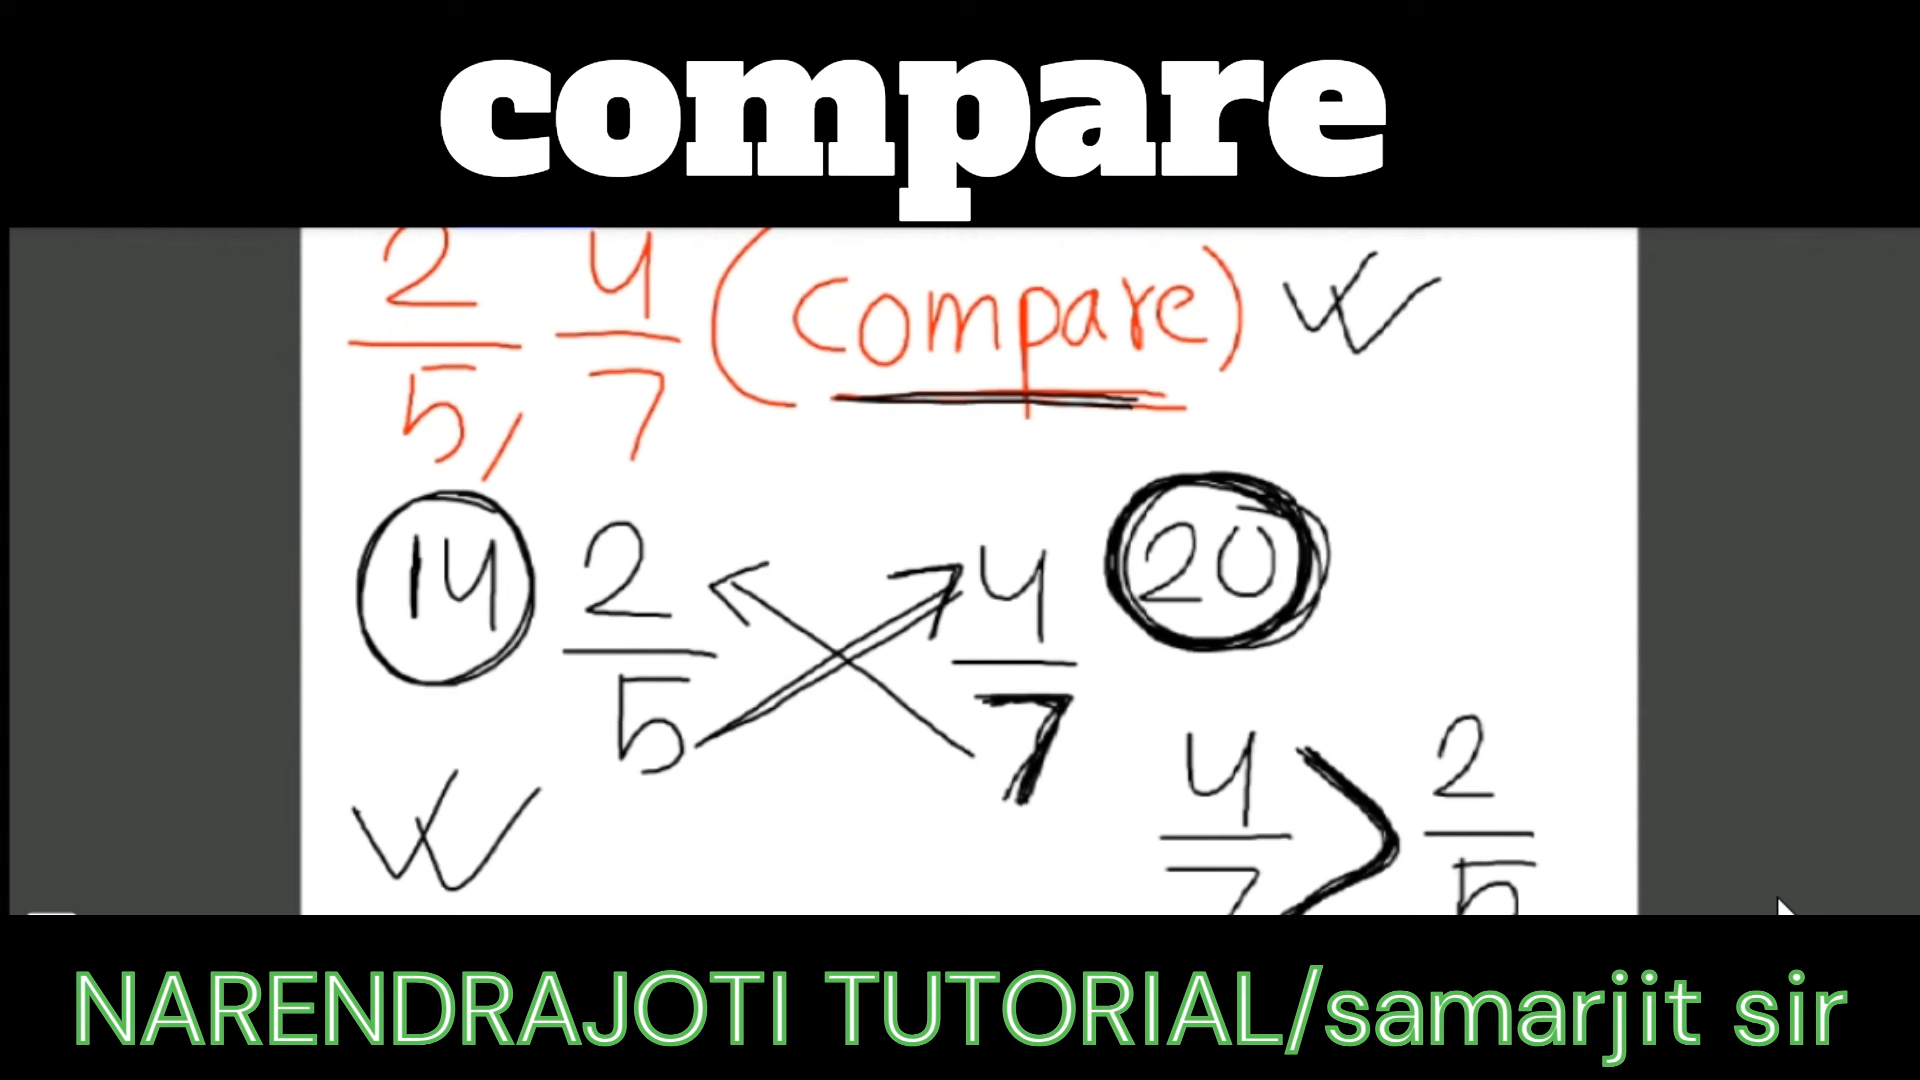 compare
2/5, 4/7 (compare)
14 2/5 4/7 20
4/7 > 2/5
NARENDRAJOTI TUTORIAL/samarjit sir